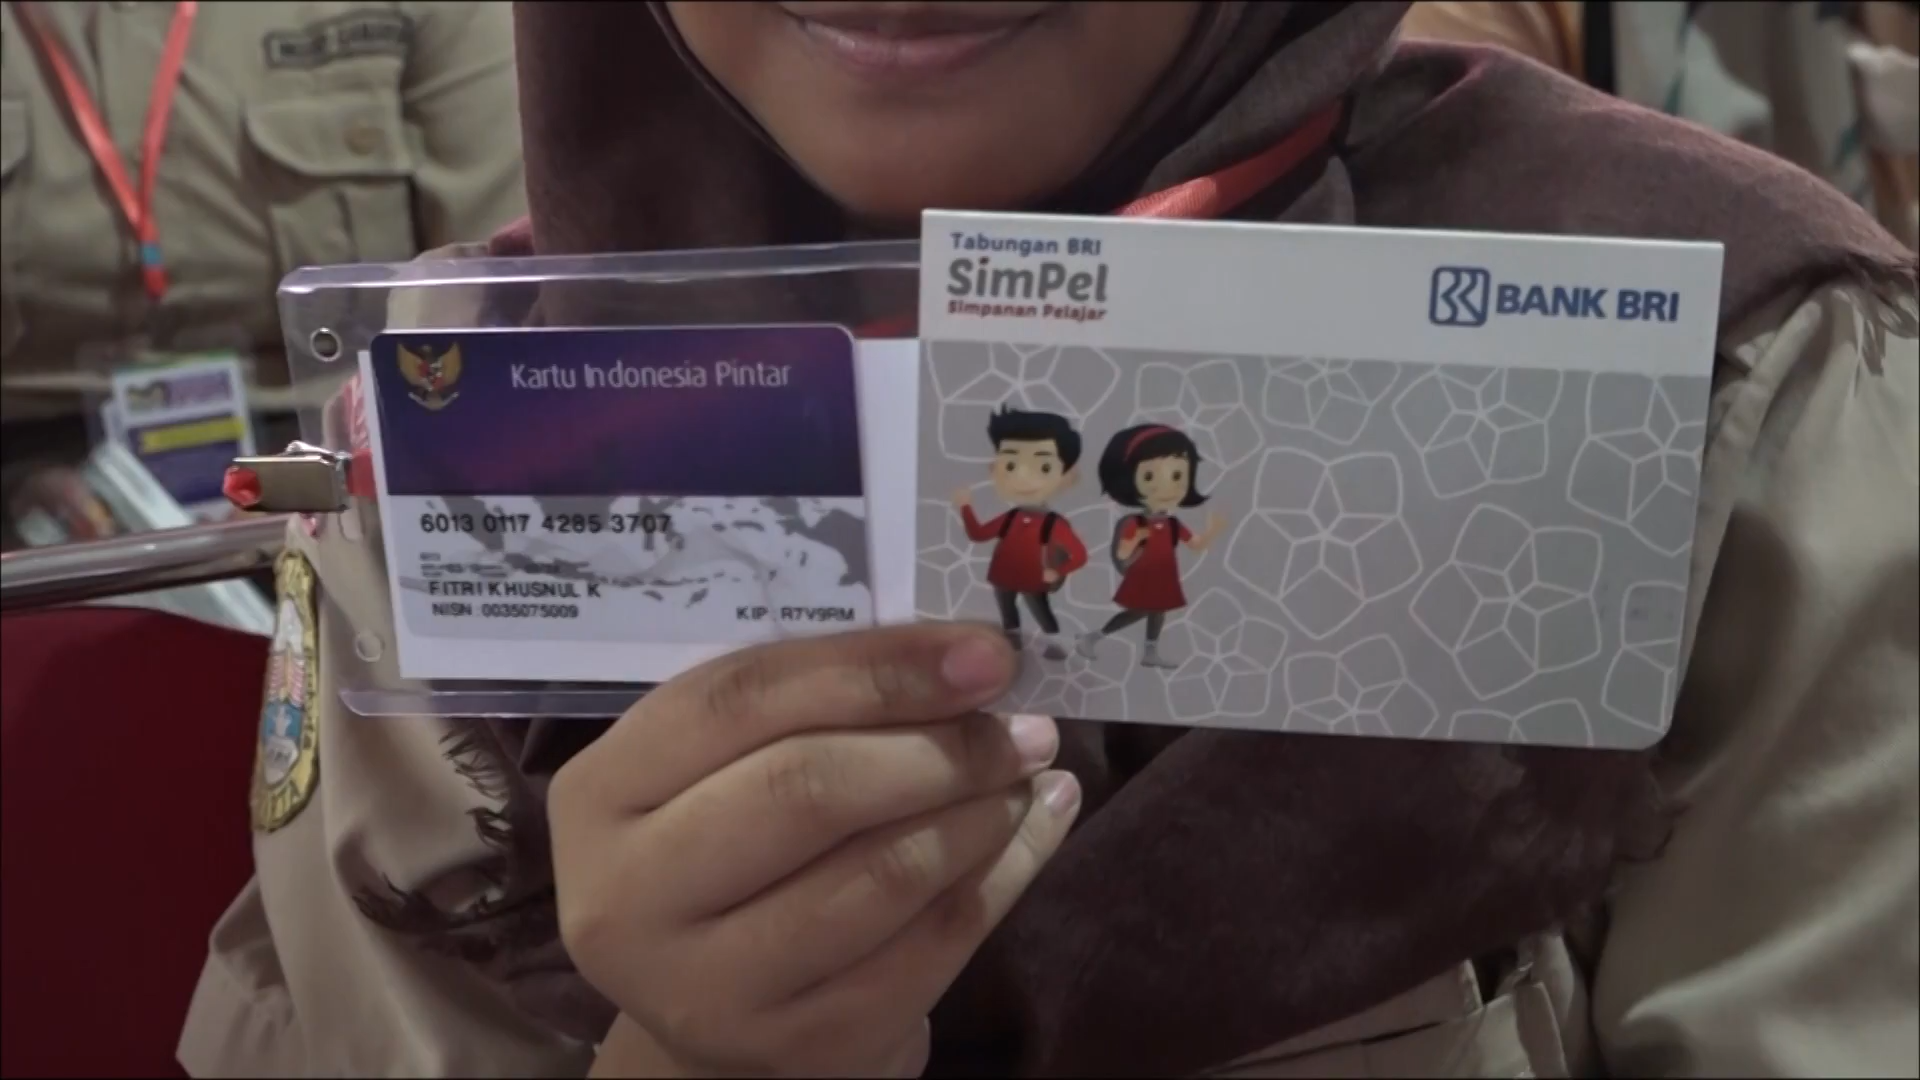 Kartu Indonesia Pintar
6013 0117 4285 3707
FITRI KHUSNUL K
NISN 0035075009
KIP : R7V9RM
Tabungan BRI
SimPel
Simpanan Pelajar
BANK BRI